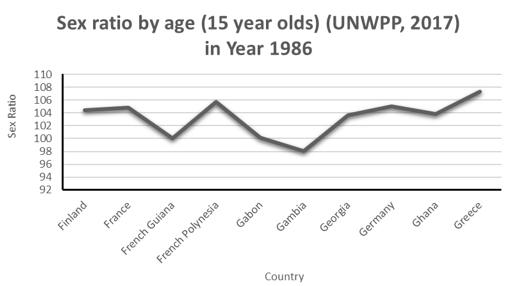 Sex ratio by age (15 year olds) (UNWPP, 2017)
in Year 1986
Sex Ratio
110
108
106
104
102
100
98
96
94
92
Finland
France
French Guiana
French Polynesia
Gabon
Gambia
Georgia
Germany
Ghana
Greece
Country